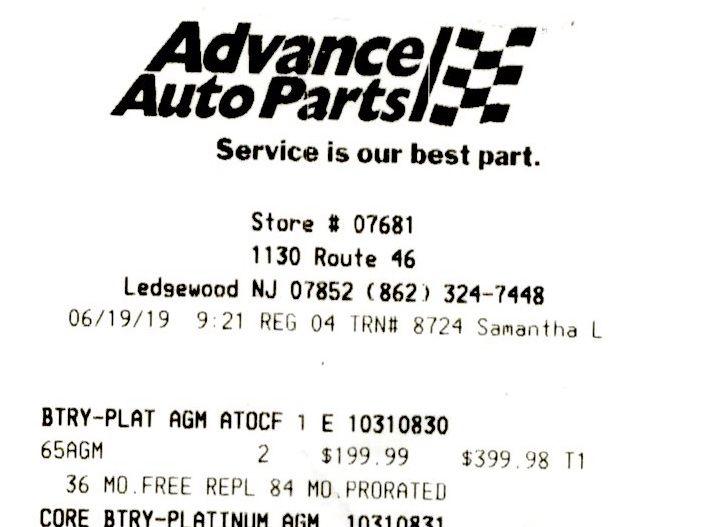 Advance
Auto Parts
Service is our best part.
Store # 07681
1130 Route 46
Ledgewood NJ 07852 (862) 324-7448
06/19/19 9:21 REG 04 TRN# 8724 Samantha L
BTRY-PLAT AGM ATOCF 1 E 10310830
65AGM 2 $199.99 $399.98 T1
36 MO.FREE REPL 84 MO.PRORATED
CORE BTRY-PLATINUM AGM 10310831